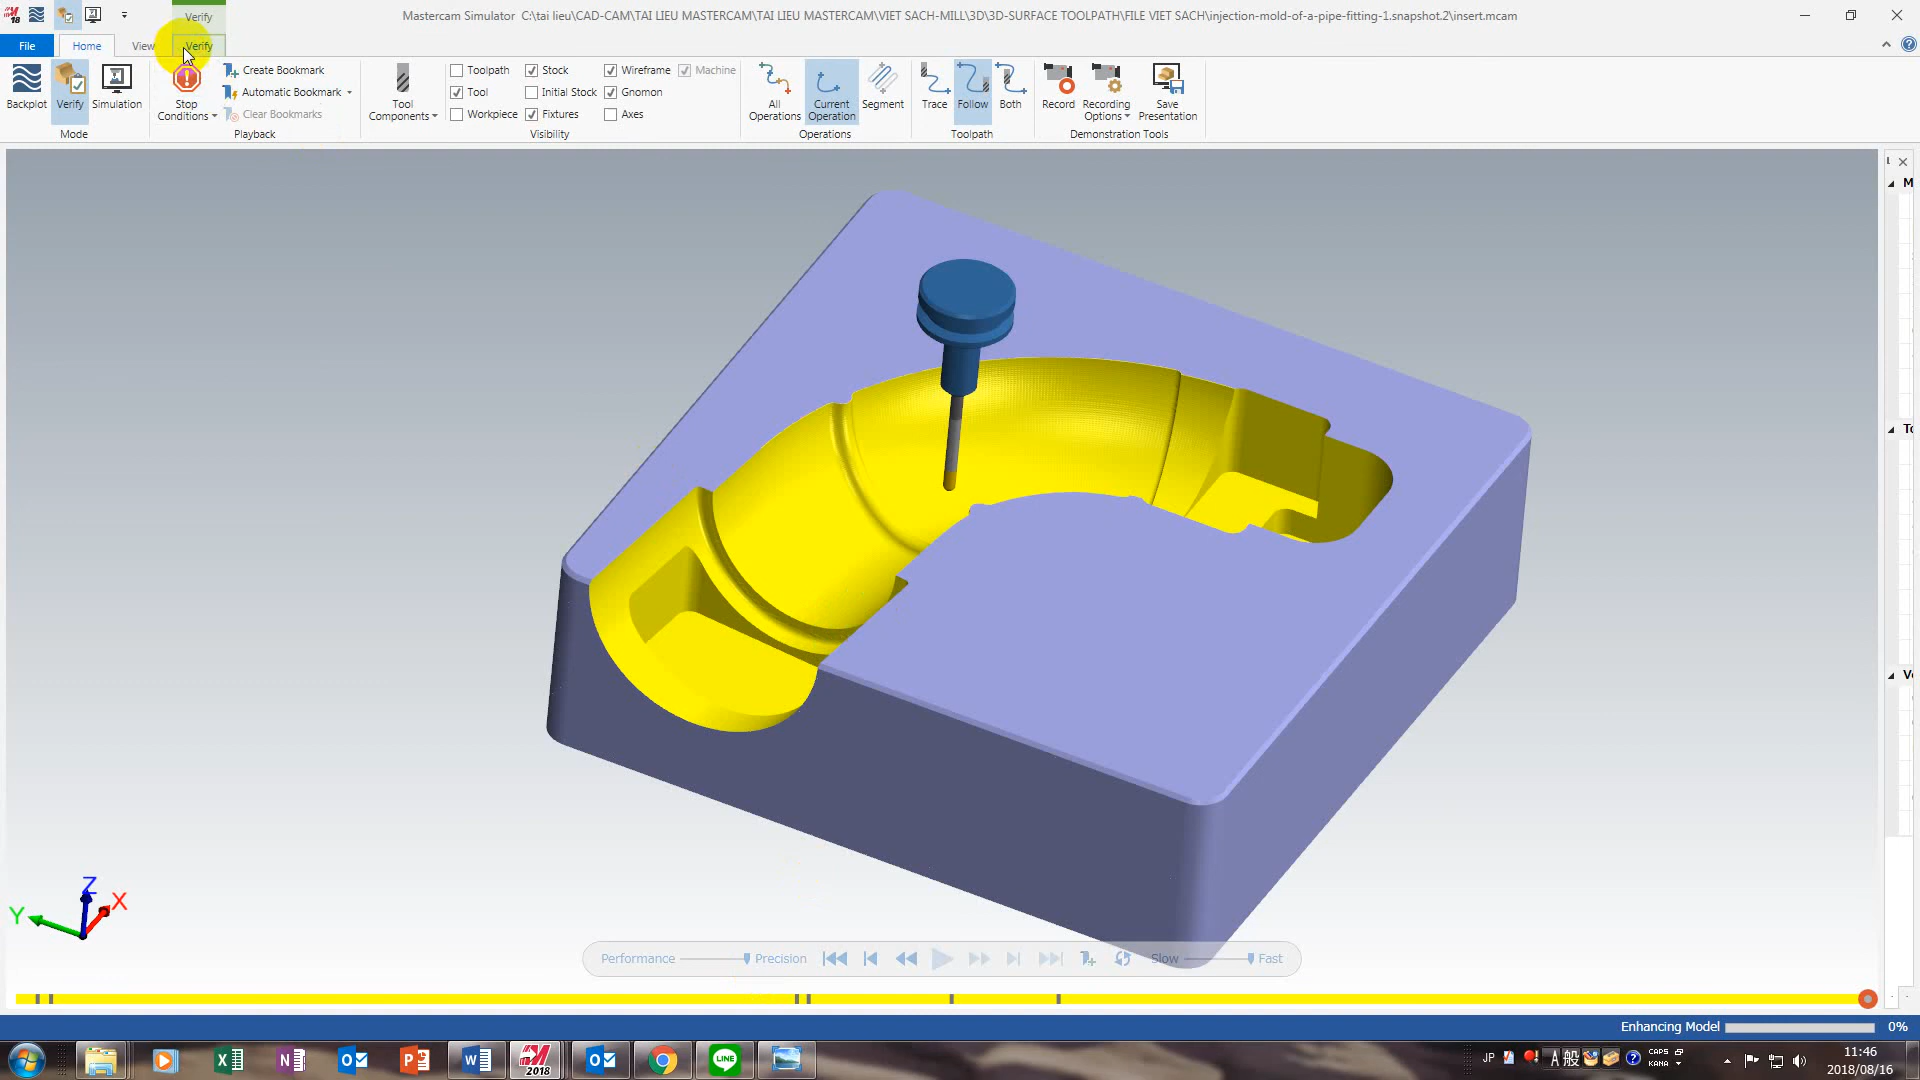 Verify
Mastercam Simulator C:\tai lieu\CAD-CAM\TAI LIEU MASTERCAM\TAI LIEU MASTERCAM\VIET SACH-MILL\3D\3D-SURFACE TOOLPATH\FILE VIET SACH\injection-mold-of-a-pipe-fitting-1.snapshot.2\insert.mcam
File Home View Verify
Backplot Verify Simulation
Mode
Stop Conditions
Create Bookmark
Automatic Bookmark
Clear Bookmarks
Playback
Tool Components
Toolpath Stock Wireframe Machine
Tool Initial Stock Gnomon
Workpiece Fixtures Axes
Visibility
All Operations Current Operation Segment
Operations
Trace Follow Both
Toolpath
Record Recording Options Save Presentation
Demonstration Tools
M
To
Z
X
Y
Performance Precision Slow Fast
Enhancing Model 0%
2018
LINE
JP A 般 CAPS KANA
11:46
2018/08/16